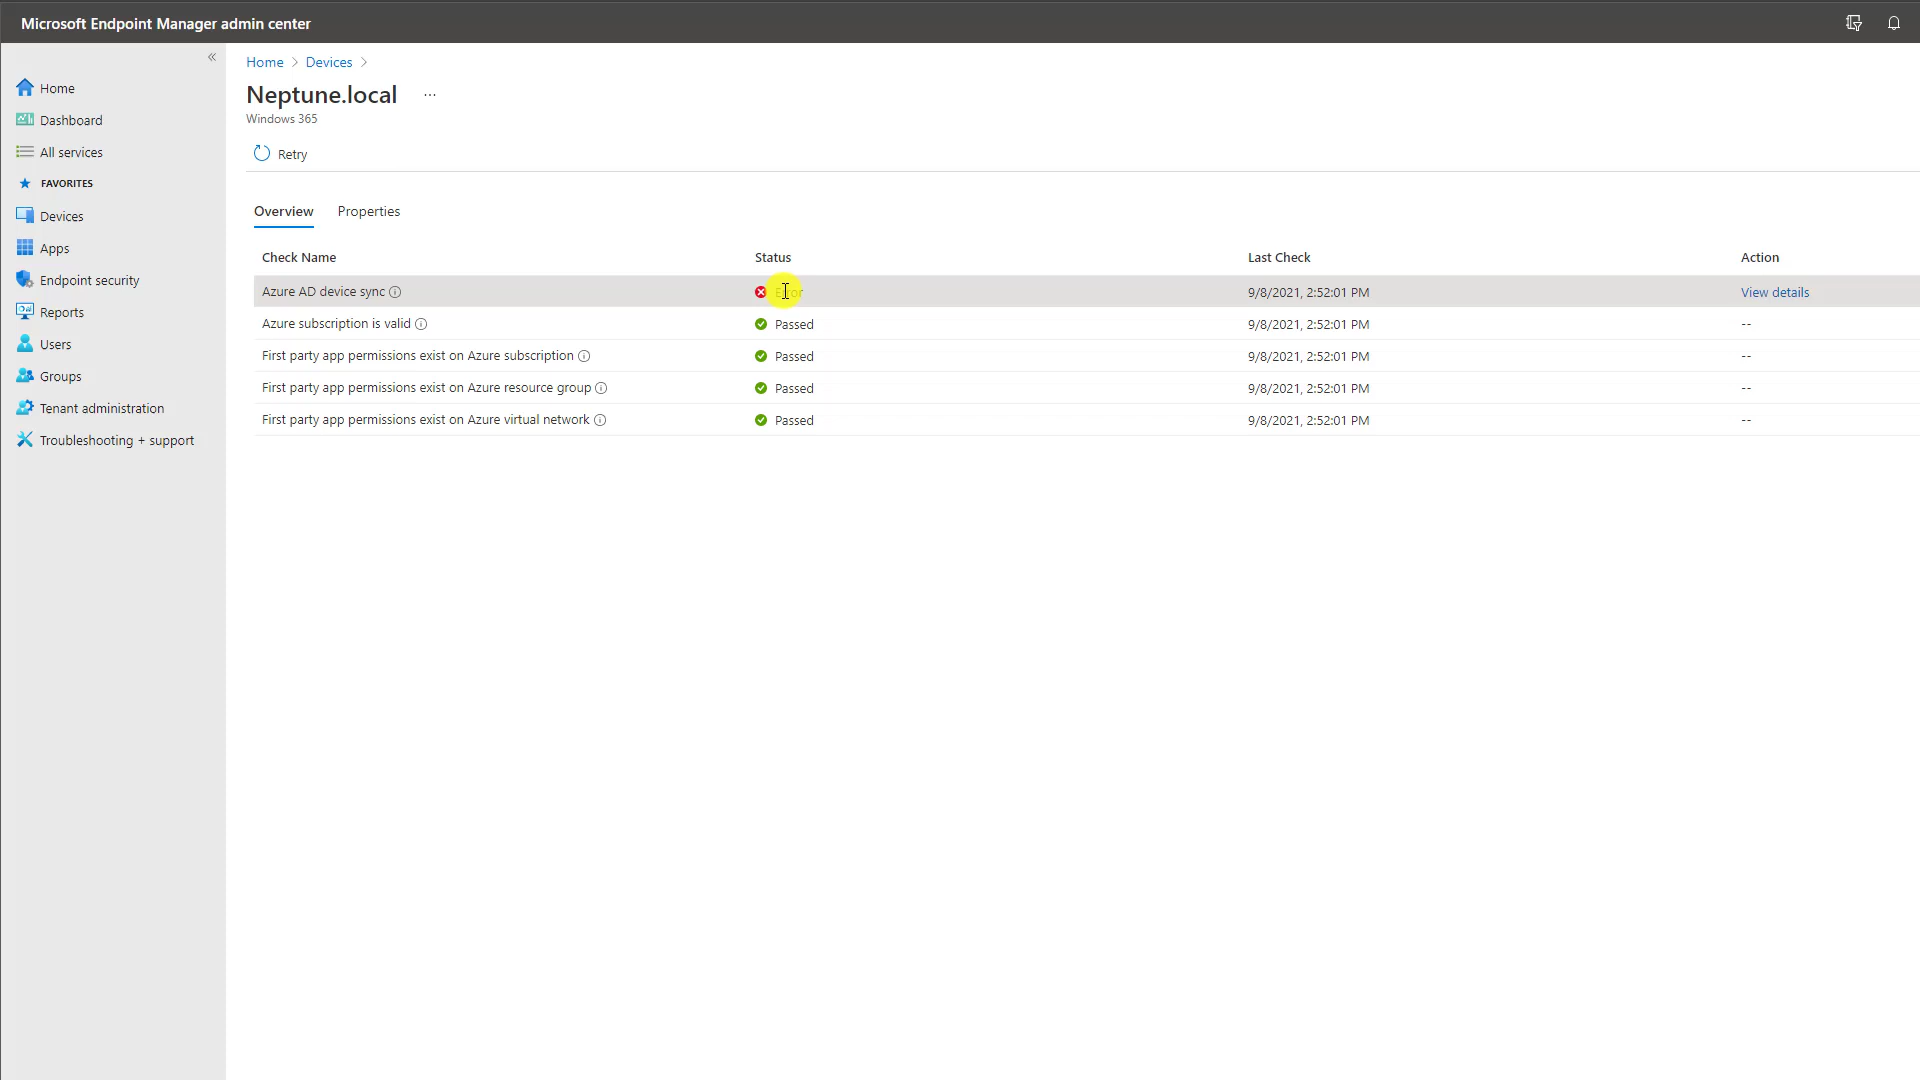 Microsoft Endpoint Manager admin center
«
Home > Devices >
Neptune.local ...
Windows 365
Retry
Home
Dashboard
All services
FAVORITES
Devices
Apps
Endpoint security
Reports
Users
Groups
Tenant administration
Troubleshooting + support
Overview Properties
Check Name Status Last Check Action
Azure AD device sync Error 9/8/2021, 2:52:01 PM View details
Azure subscription is valid Passed 9/8/2021, 2:52:01 PM --
First party app permissions exist on Azure subscription Passed 9/8/2021, 2:52:01 PM --
First party app permissions exist on Azure resource group Passed 9/8/2021, 2:52:01 PM --
First party app permissions exist on Azure virtual network Passed 9/8/2021, 2:52:01 PM --